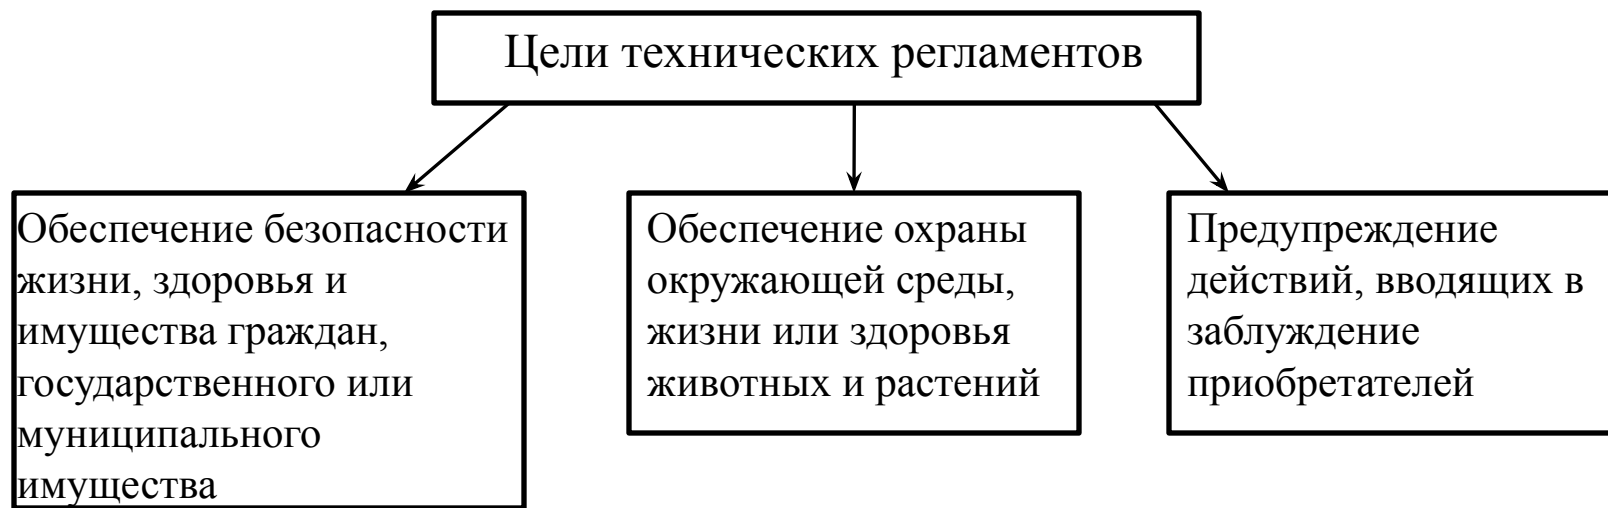 Цели технических регламентов
Обеспечение безопасности
жизни, здоровья и
имущества граждан,
государственного или
муниципального
имущества
Обеспечение охраны
окружающей среды,
жизни или здоровья
животных и растений
Предупреждение
действий, вводящих в
заблуждение
приобретателей